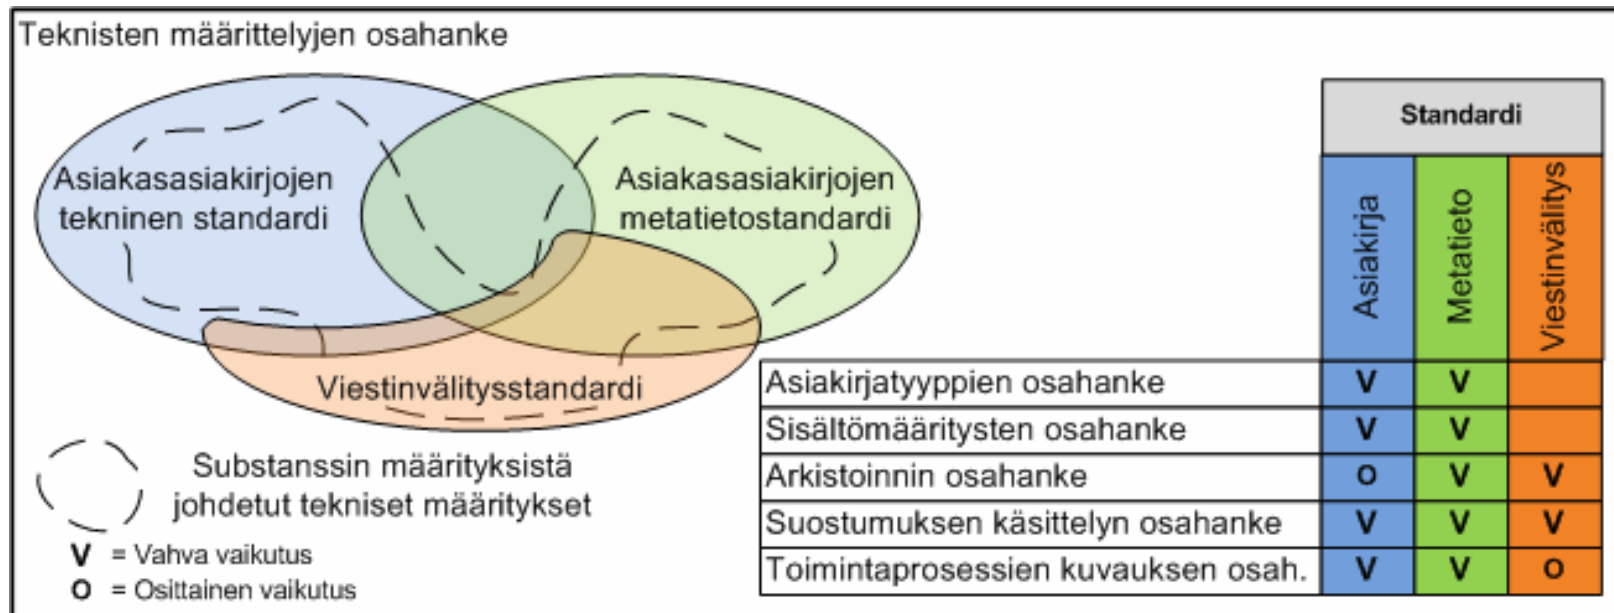 Teknisten määrittelyjen osahanke
Asiakasasiakirjojen
tekninen standardi
Asiakasasiakirjojen
metatietostandardi
Viestinvälitysstandardi
Substanssin määrityksistä
johdetut tekniset määritykset
V = Vahva vaikutus
O = Osittainen vaikutus
Standardi
Asiakirja Metatieto Viestinvälitys
Asiakirjatyyppien osahanke V V
Sisältömääritysten osahanke V V
Arkistoinnin osahanke O V V
Suostumuksen käsittelyn osahanke V V V
Toimintaprosessien kuvauksen osah. V V O